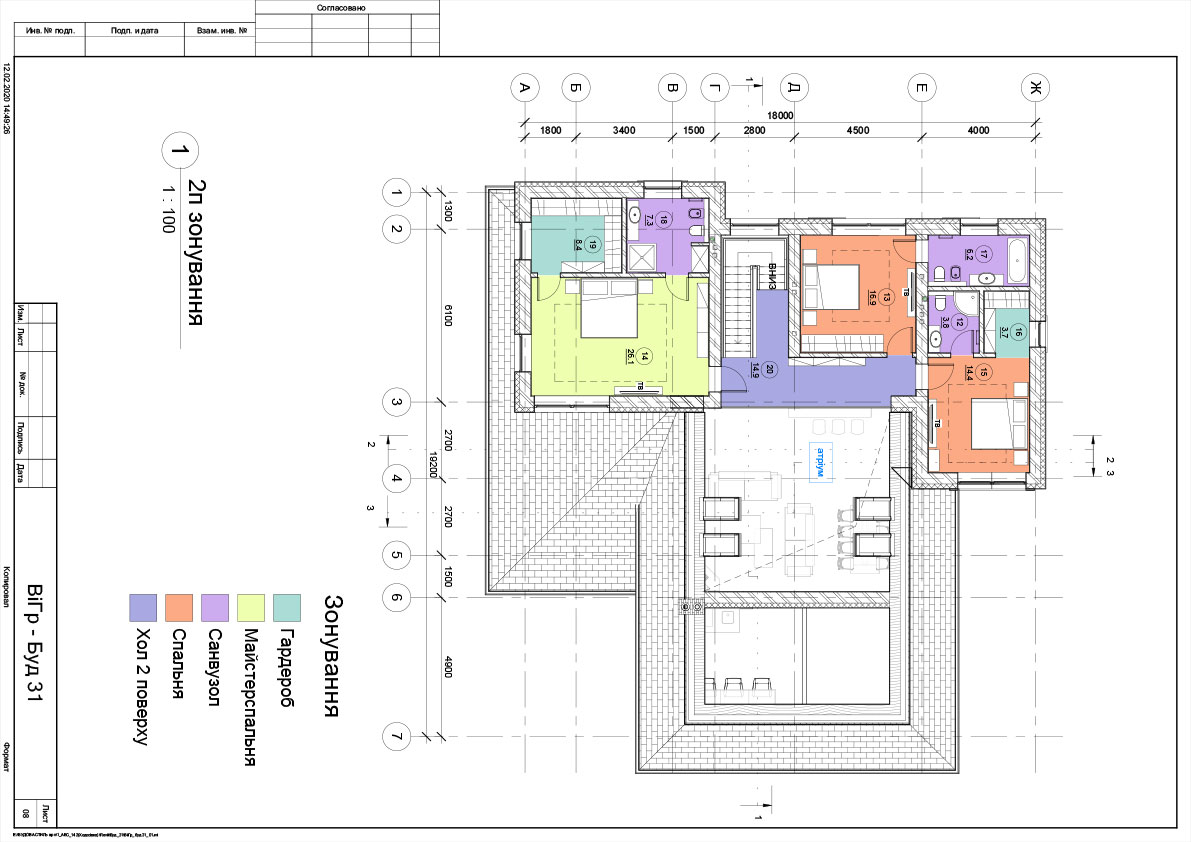 Согласовано
Инв. № подл.
Подп. и дата
Взам. инв. №
12.02.2020 14:49:26
А
Б
В
Г
Д
Е
Ж
1
18000
1800
3400
1500
2800
4500
4000
1
2п зонування
1 : 100
1
2
3
4
5
6
7
1300
6100
2700
2700
1500
4900
19200
18
7.3
19
8.4
14
26.1
ТВ
ВНИЗ
20
14.9
13
16.9
ТВ
17
6.2
12
3.8
16
3.7
15
14.4
ТВ
атріум
2
3
2
3
1
Зонування
Гардероб
Майстерспальня
Санвузол
Спальня
Хол 2 поверху
Изм.
Лист
№ док.
Подпись
Дата
ВіГр - Буд 31
Лист
08
Копировал
Формат